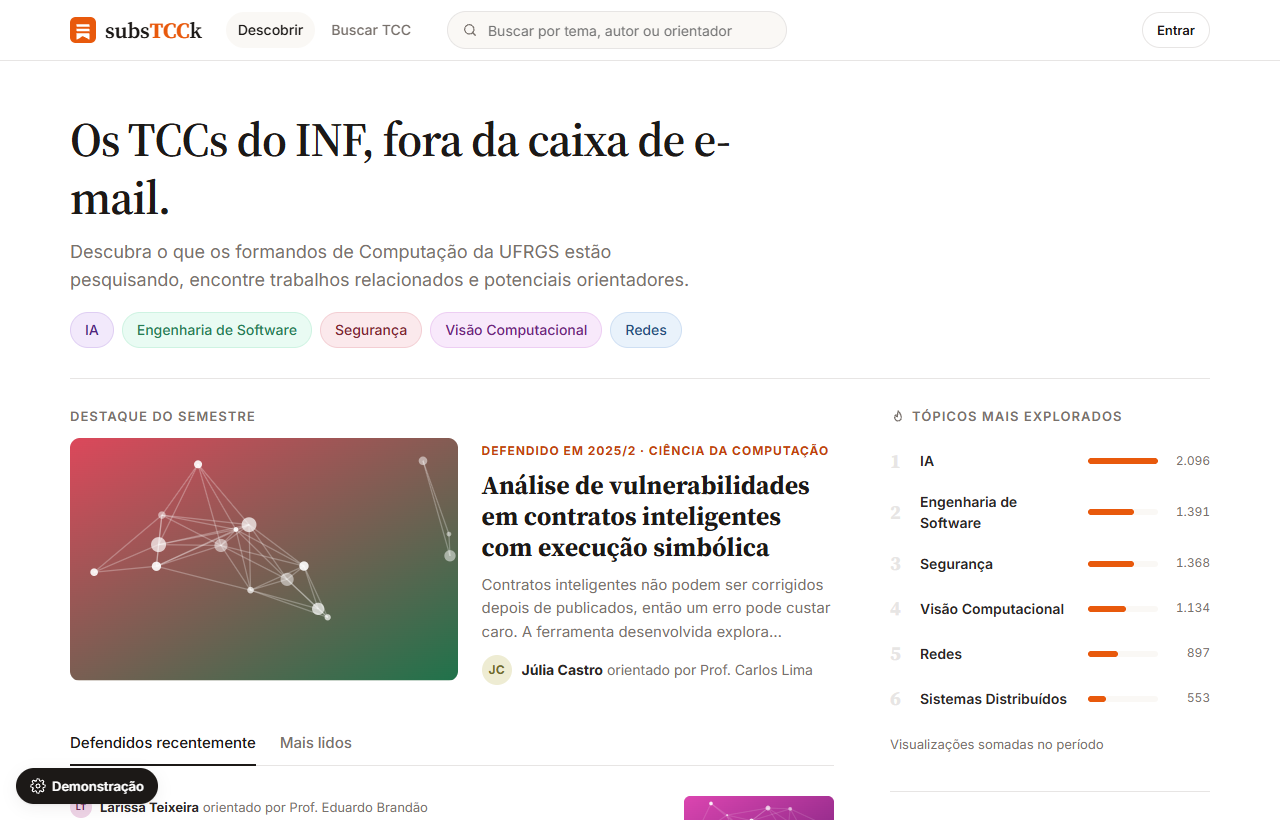 subsTCCk
Descobrir
Buscar TCC
Buscar por tema, autor ou orientador
Entrar
Os TCCs do INF, fora da caixa de e-
mail.
Descubra o que os formandos de Computação da UFRGS estão
pesquisando, encontre trabalhos relacionados e potenciais orientadores.
IA
Engenharia de Software
Segurança
Visão Computacional
Redes
DESTAQUE DO SEMESTRE
DEFENDIDO EM 2025/2 · CIÊNCIA DA COMPUTAÇÃO
Análise de vulnerabilidades
em contratos inteligentes
com execução simbólica
Contratos inteligentes não podem ser corrigidos
depois de publicados, então um erro pode custar
caro. A ferramenta desenvolvida explora...
JC
Júlia Castro orientado por Prof. Carlos Lima
TÓPICOS MAIS EXPLORADOS
1 IA 2.096
2 Engenharia de
Software 1.391
3 Segurança 1.368
4 Visão Computacional 1.134
5 Redes 897
6 Sistemas Distribuídos 553
Visualizações somadas no período
Defendidos recentemente
Mais lidos
Demonstração
LT
Larissa Teixeira orientado por Prof. Eduardo Brandão